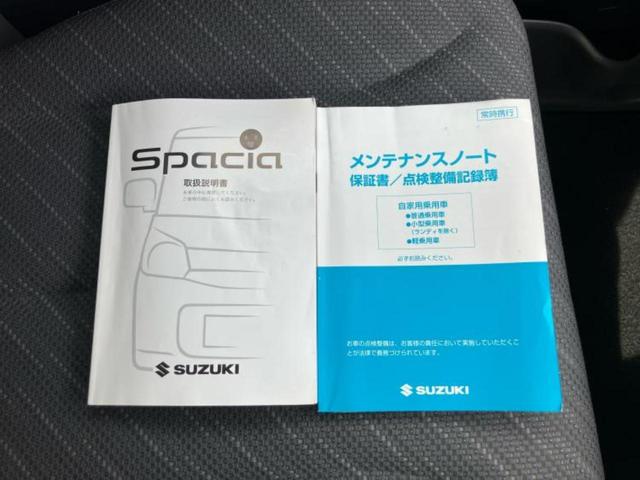 Spacia
取扱説明書
SUZUKI
常時携行
メンテナンスノート
保証書／点検整備記録簿
自家用乗用車
●普通乗用車
●小型乗用車
(ランディを除く)
●軽乗用車
必ずお読みください。
お車の点検整備は、お客様の責任において実施していただくこ
とが法律で義務づけられています。
SUZUKI